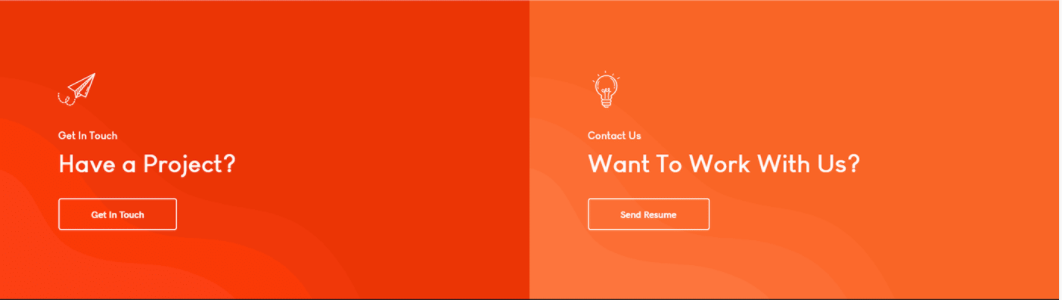 Get In Touch
Have a Project?
Get In Touch
Contact Us
Want To Work With Us?
Send Resume